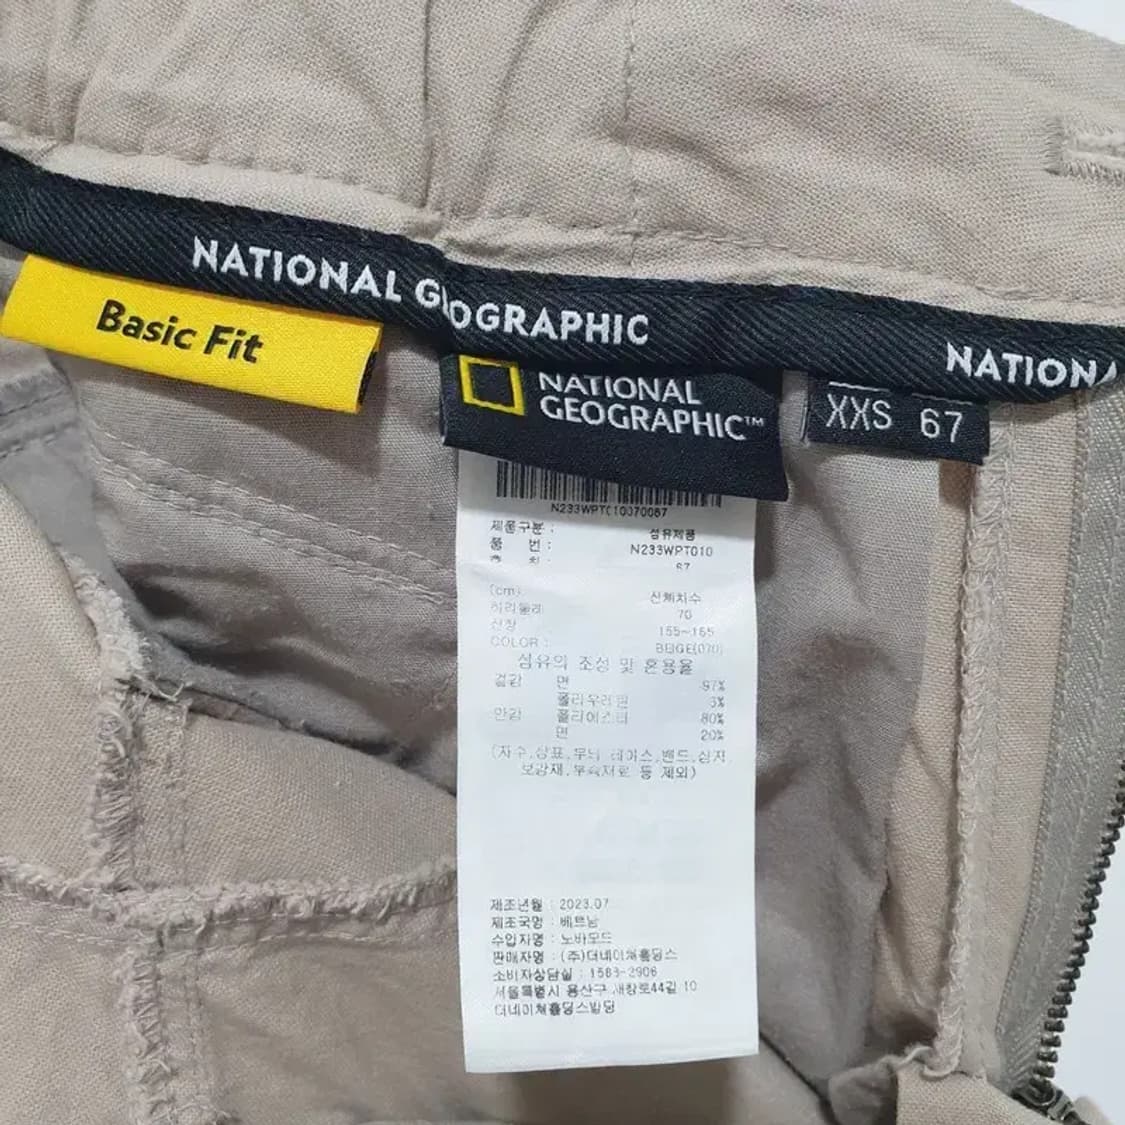 NATIONAL GEOGRAPHIC
NATIONA
Basic Fit
NATIONAL
GEOGRAPHIC™
XXS 67
N233WPT010070067
제품구분 : 섬유제품
품 번 : N233WPT010
호 칭 : 67
(cm) 신체치수
허리둘레 70
신장 155~165
COLOR : BEIGE(070)
섬유의 조성 및 혼용율
겉감 면 97%
폴리우레탄 3%
안감 폴리에스터 80%
면 20%
(자수,상표,무늬,레이스,밴드,심지
보강재,부속재료 등 제외)
제조년월 : 2023.07
제조국명 : 베트남
수입자명 : 노바모드
판매자명 : (주)더네이쳐홀딩스
소비자상담실 : 1583-2906
서울특별시 용산구 새창로44길 10
더네이쳐홀딩스빌딩